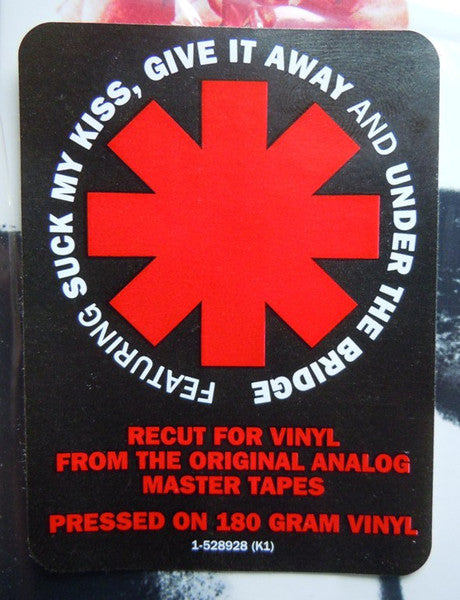 FEATURING SUCK MY KISS, GIVE IT AWAY AND UNDER THE BRIDGE
RECUT FOR VINYL
FROM THE ORIGINAL ANALOG
MASTER TAPES
PRESSED ON 180 GRAM VINYL
1-528928 (K1)